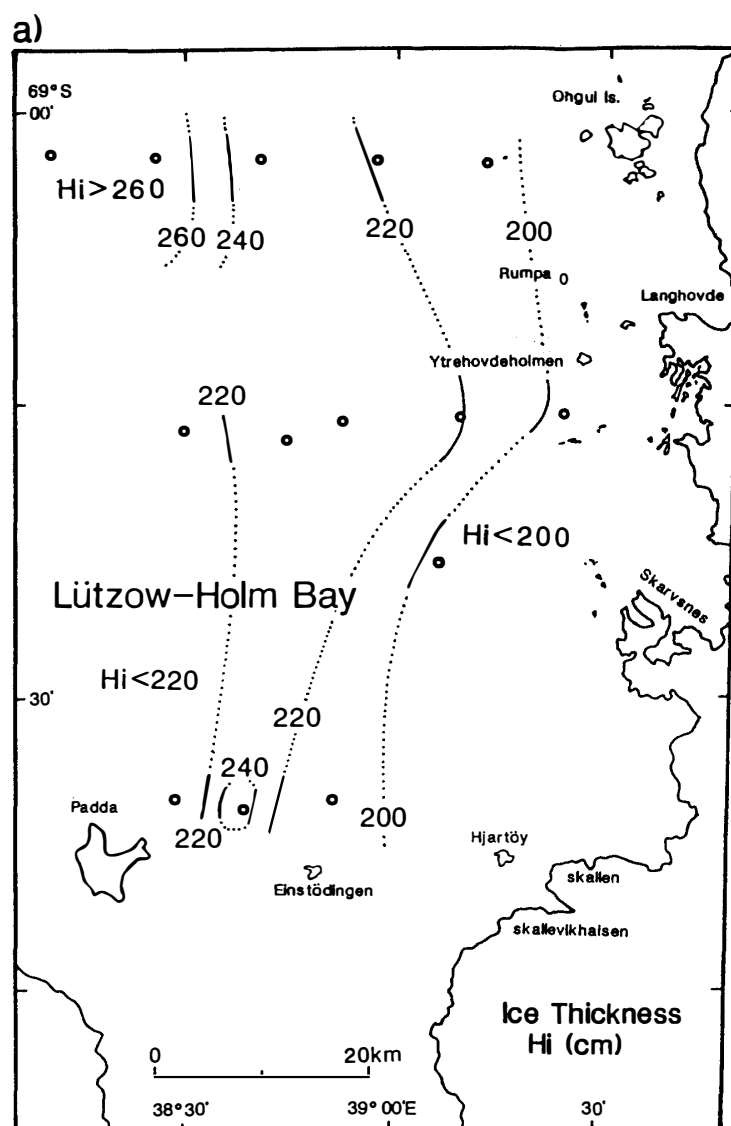 a)
69°S
00'
Ohgul Is.
Hi>260
260
240
220
200
Rumpa
Langhovde
Ytrehovdeholmen
220
Hi<200
Skarvsnes
Lützow-Holm Bay
Hi<220
30'
220
240
Padda
220
200
Hjartöy
Einstödingen
skallen
skallevikhalsen
Ice Thickness
Hi (cm)
0 20km
38°30' 39°00'E 30'